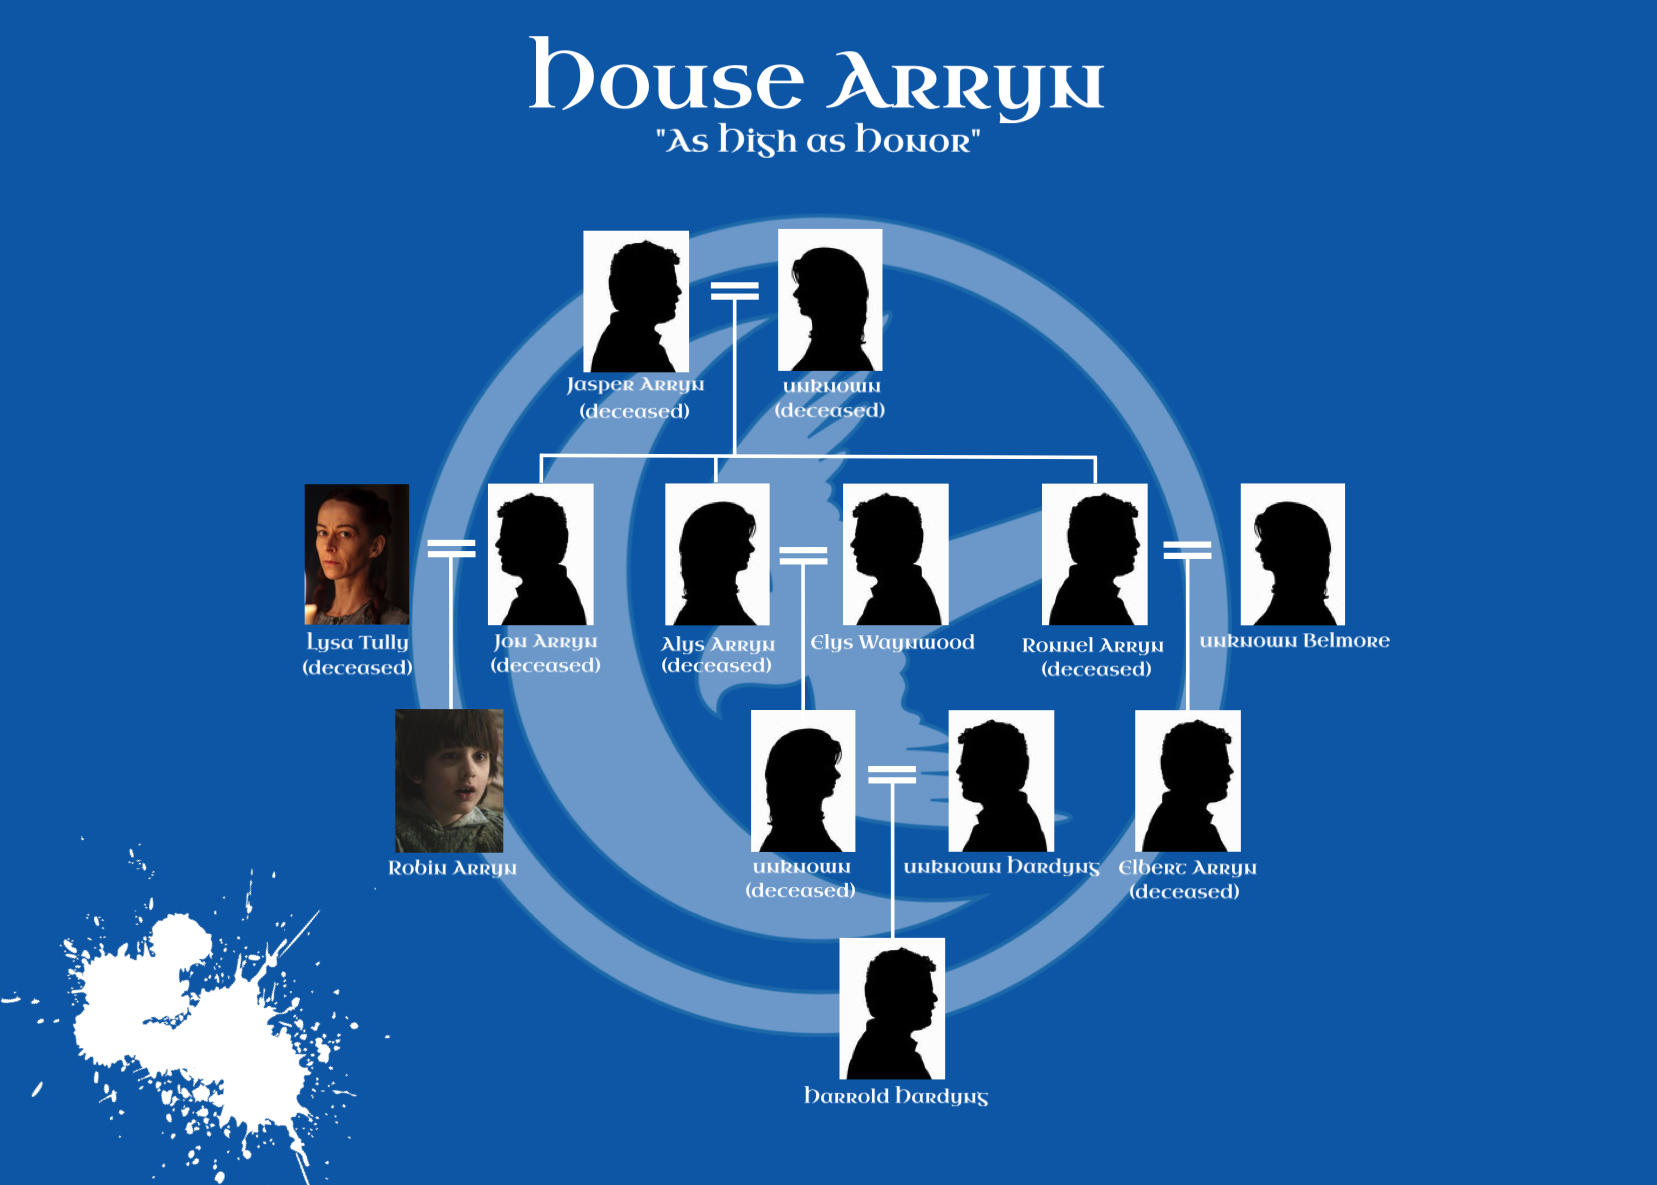 House Arryn
"As High as Honor"
Jasper Arryn
(deceased)
unknown
(deceased)
Lysa Tully
(deceased)
Jon Arryn
(deceased)
Alys Arryn
(deceased)
Elys Waynwood
Ronnel Arryn
(deceased)
unknown Belmore
Robin Arryn
unknown
(deceased)
unknown Hardyng
Elbert Arryn
(deceased)
Harrold Hardyng